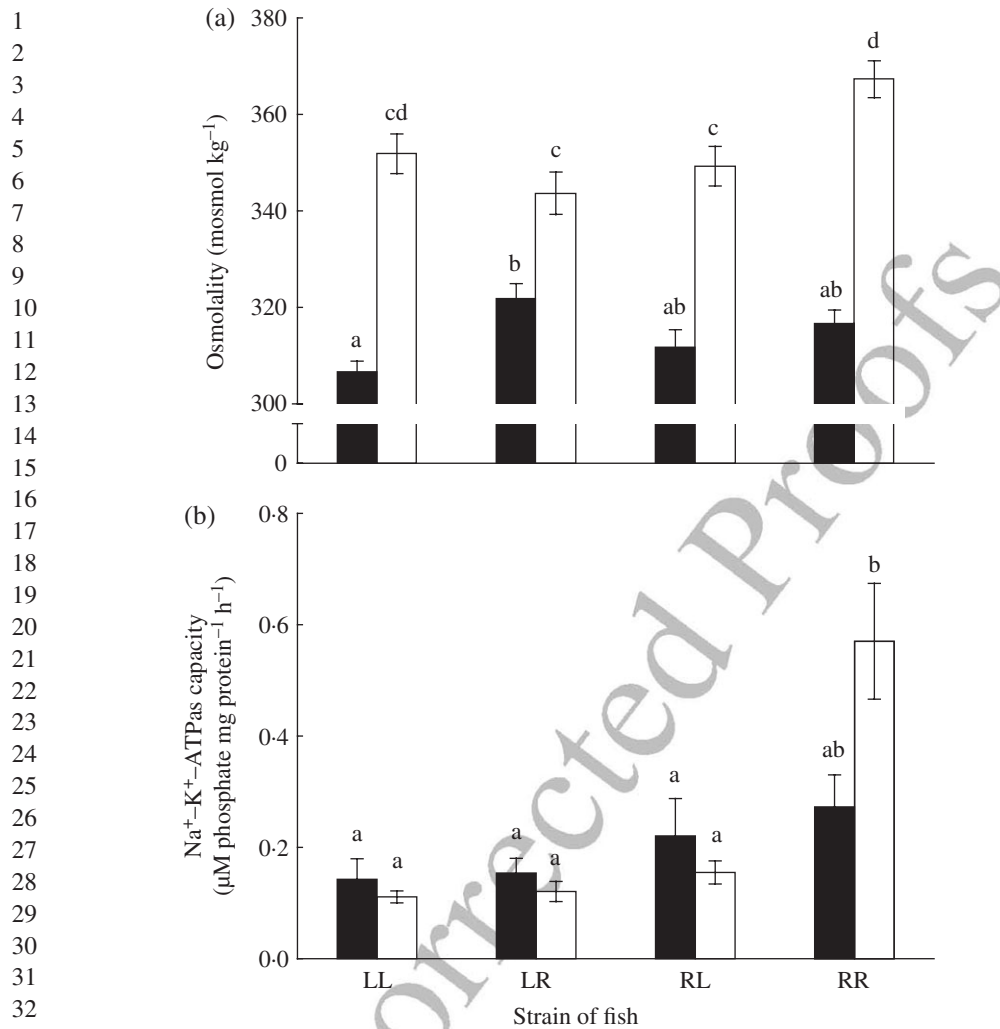 1
2
3
4
5
6
7
8
9
10
11
12
13
14
15
16
17
18
19
20
21
22
23
24
25
26
27
28
29
30
31
32
(a)
380
360
340
320
300
0
Osmolality (mosmol kg⁻¹)
a
cd
b
c
ab
c
ab
d
(b)
0·8
0·6
0·4
0·2
0·0
Na⁺–K⁺–ATPas capacity
(µM phosphate mg protein⁻¹ h⁻¹)
a
a
a
a
a
a
ab
b
LL LR RL RR
Strain of fish
orrected Proofs